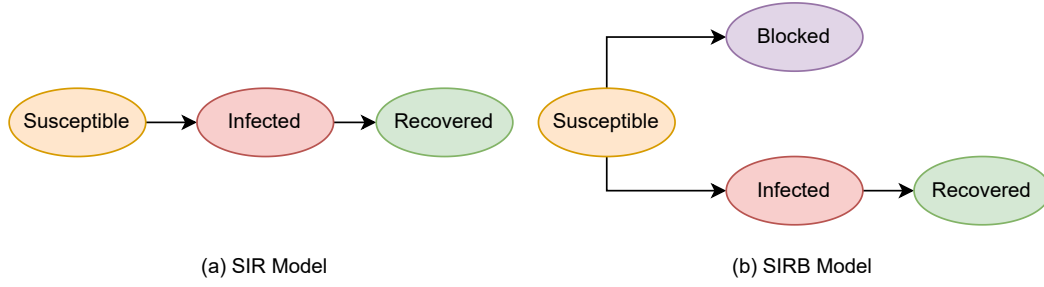 Susceptible
Infected
Recovered
(a) SIR Model
Blocked
Susceptible
Infected
Recovered
(b) SIRB Model